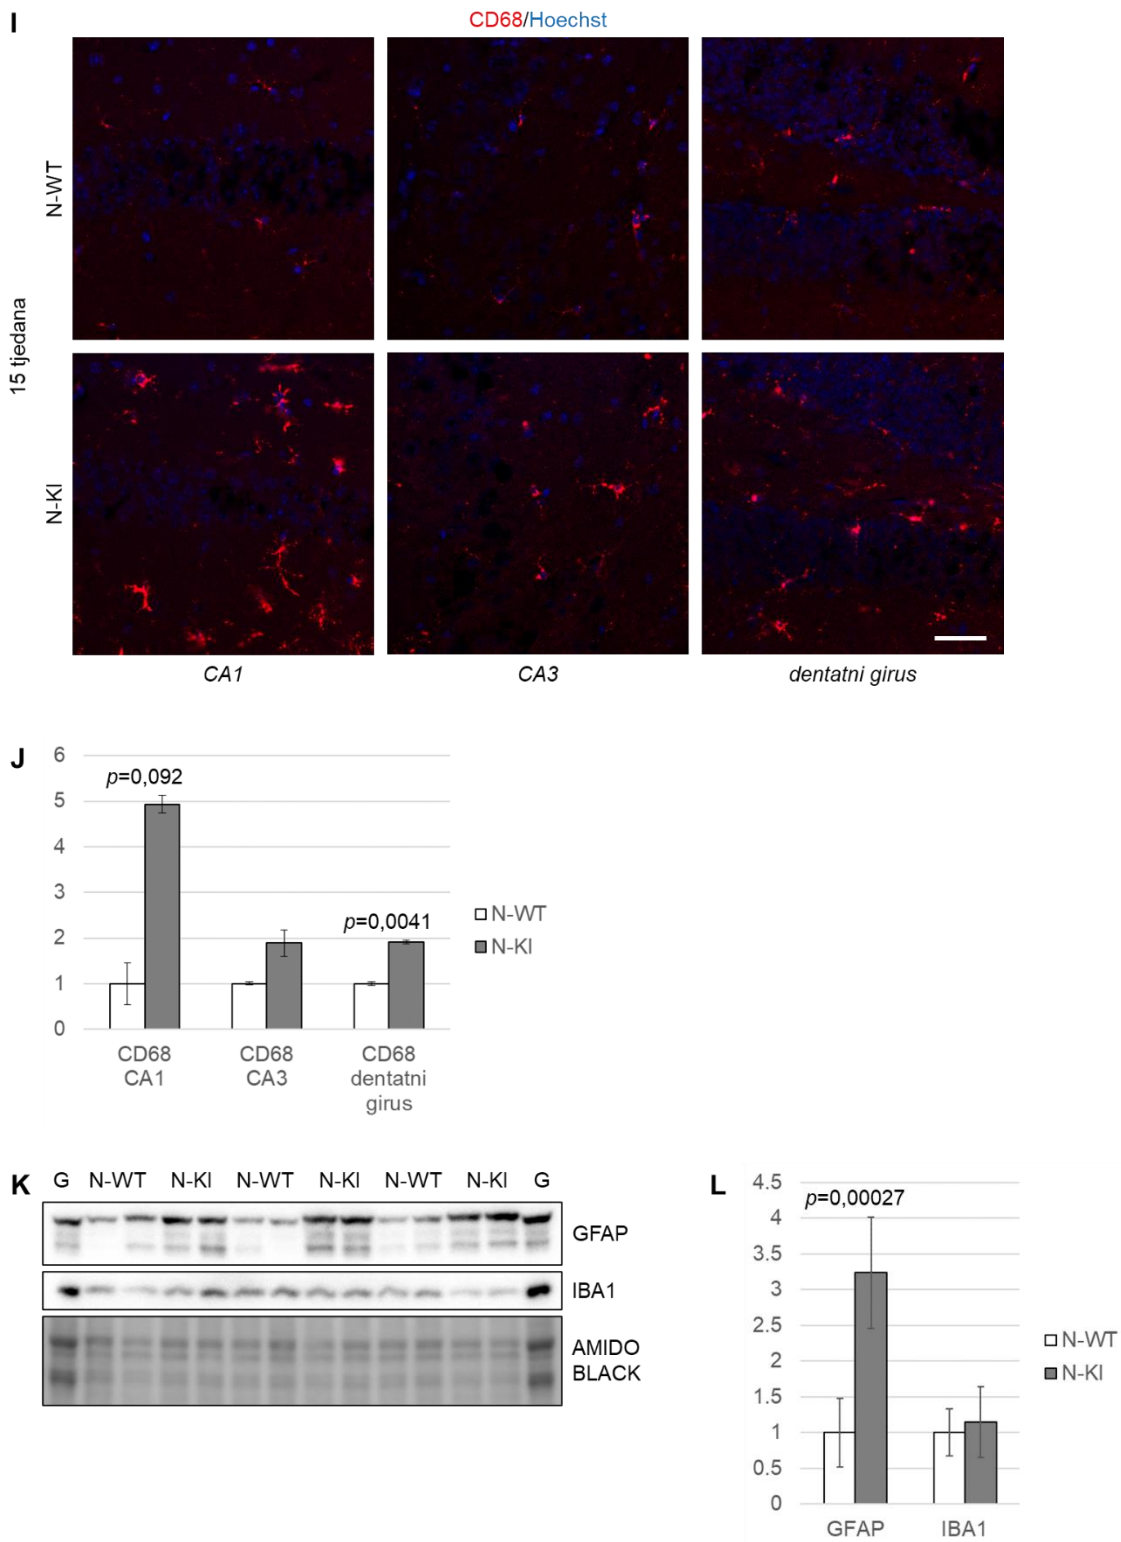 I
CD68/Hoechst
N-WT
15 tjedana
N-KI
CA1
CA3
dentatni girus
J
6
p=0,092
5
4
3
p=0,0041
2
1
0
N-WT
N-KI
CD68
CA1
CD68
CA3
CD68
dentatni
girus
K
G N-WT N-KI N-WT N-KI N-WT N-KI G
GFAP
IBA1
AMIDO
BLACK
L
4.5
p=0,00027
4
3.5
3
2.5
2
1.5
1
0.5
0
N-WT
N-KI
GFAP
IBA1